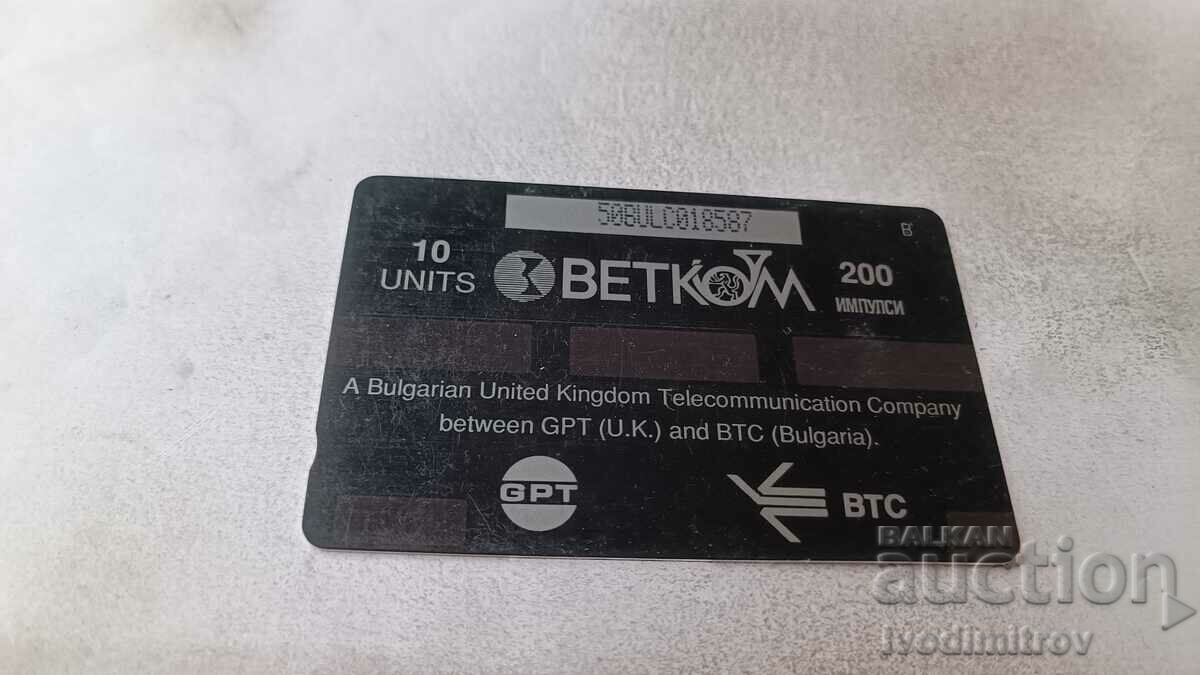 50BULC018587
10 UNITS
BETKOM
200 ИМПУЛСИ
A Bulgarian United Kingdom Telecommunication Company
between GPT (U.K.) and BTC (Bulgaria).
GPT
BTC
BALKAN
auction
ivodimitrov